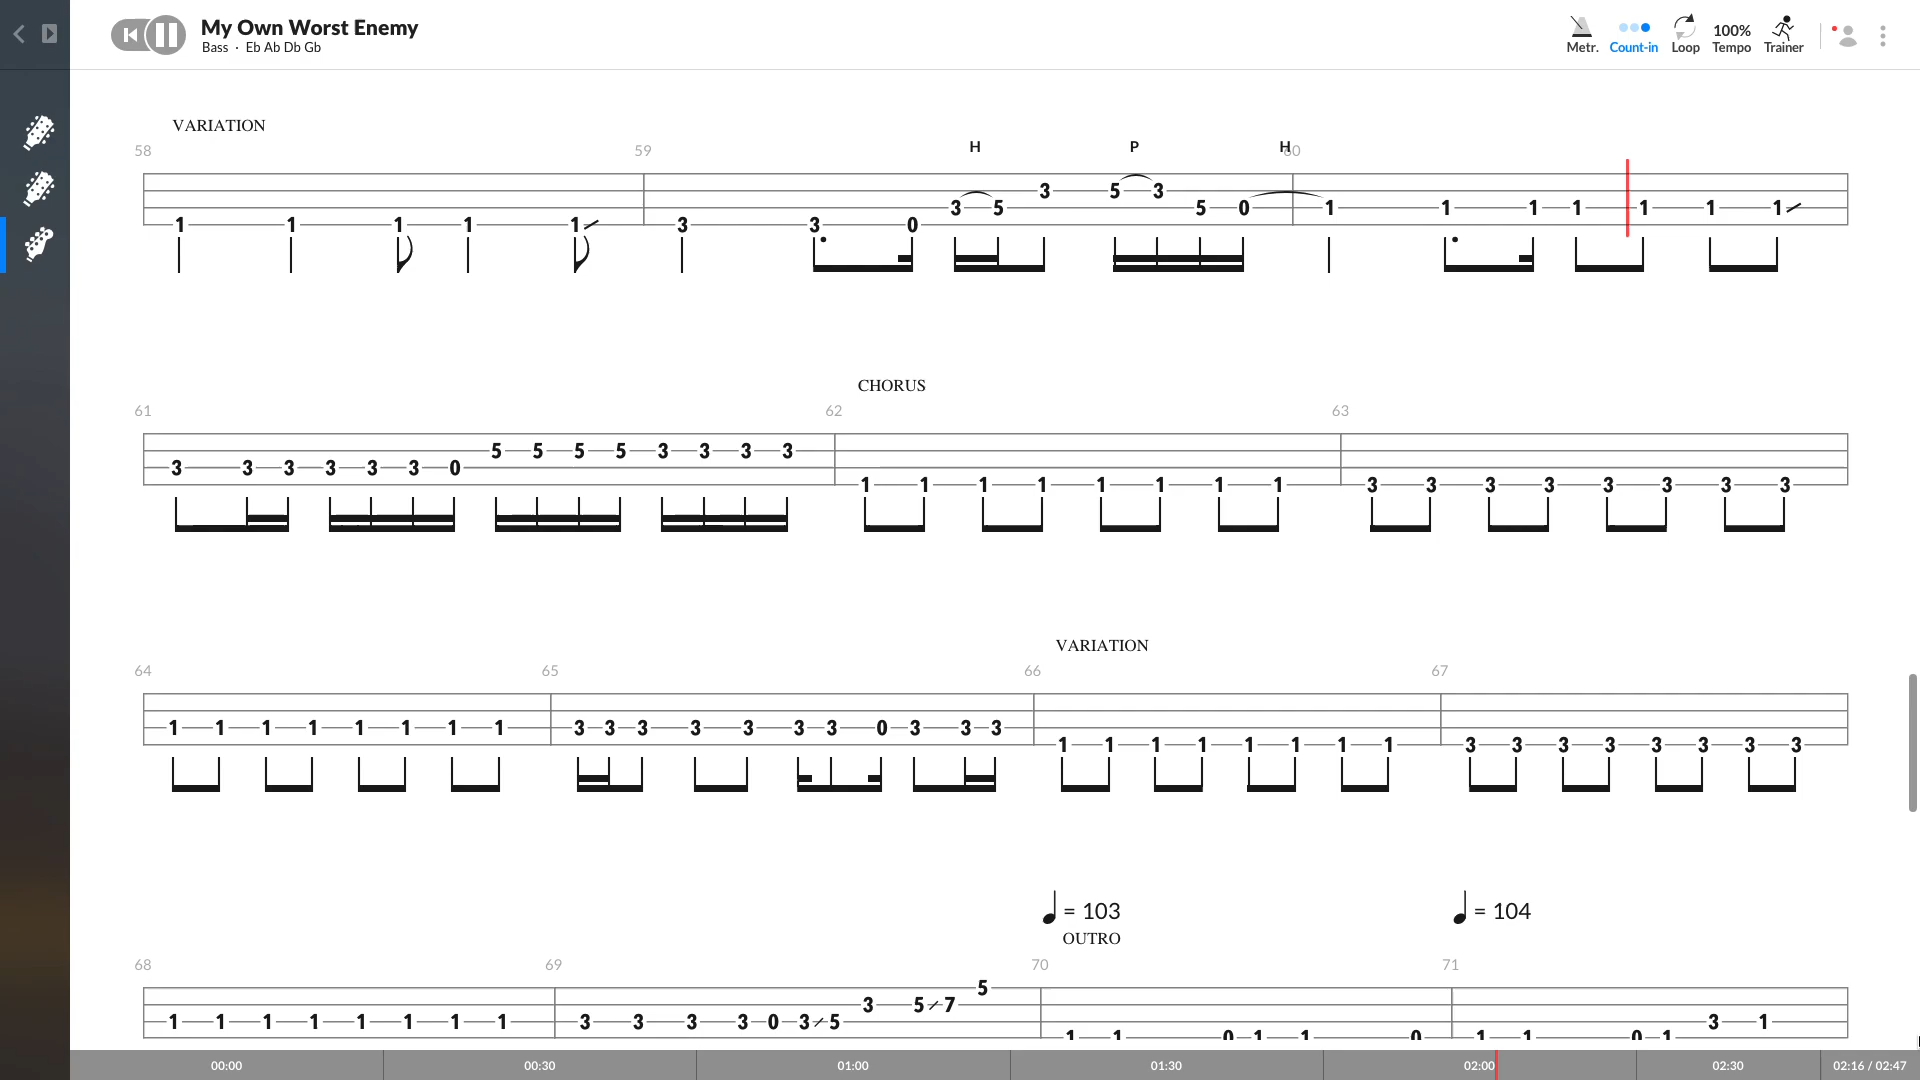 My Own Worst Enemy
Bass · Eb Ab Db Gb
Metr.
Count-in
Loop
100%
Tempo
Trainer
VARIATION
58 59 H P H 60
5 3
3 5 3 5 0 1 1 1 1 1 1 1
1 1 1 1 1 3 3 0
CHORUS
61 62 63
5 5 5 5 3 3 3 3
3 3 3 3 3 3 0
1 1 1 1 1 1 1 1 3 3 3 3 3 3 3 3
VARIATION
64 65 66 67
1 1 1 1 1 1 1 1 3 3 3 3 3 3 3 0 3 3 3
1 1 1 1 1 1 1 1 3 3 3 3 3 3 3 3
= 103 = 104
OUTRO
68 69 70 71
5
3 5 7
1 1 1 1 1 1 1 1 3 3 3 3 0 3 5 3 1
1 1 0 1 1 0 1 1 0 1
00:00 00:30 01:00 01:30 02:00 02:30 02:16 / 02:47